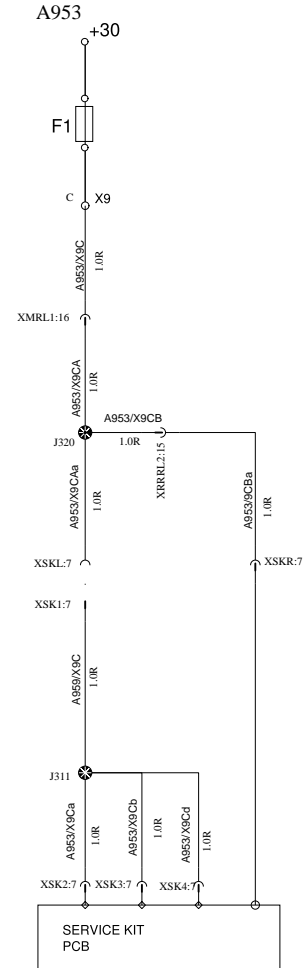 A953
+30
F1
C X9
A953/X9C
1.0R
XMRL1:16
A953/X9CA
1.0R
A953/X9CB
J320
1.0R
XRRRL2:15
A953/X9CAa
1.0R
A953/9CBa
1.0R
XSKL:7
XSKR:7
XSK1:7
A959/X9C
1.0R
J311
A953/X9Ca
1.0R
A953/X9Cb
1.0R
A953/X9Cd
1.0R
XSK2:7
XSK3:7
XSK4:7
SERVICE KIT
PCB